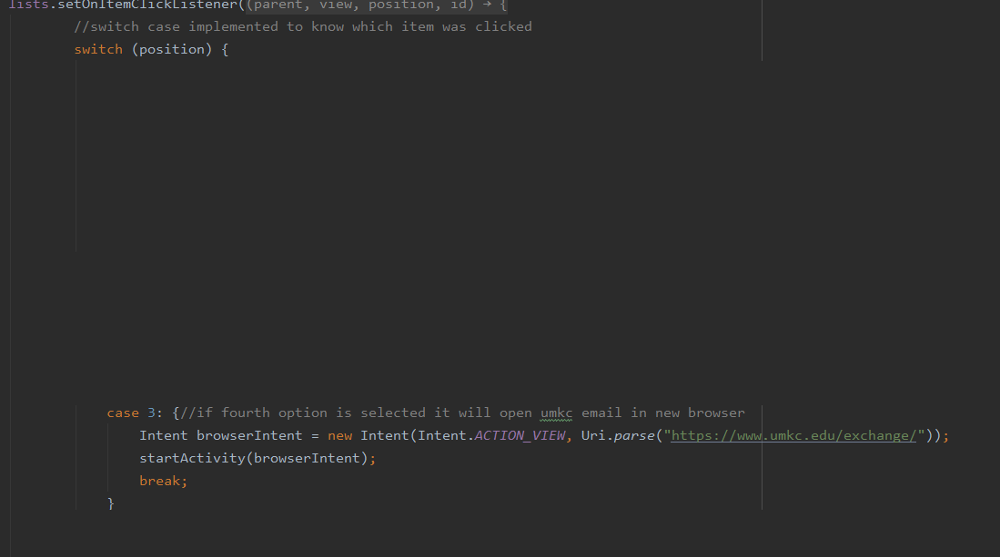 lists.setOnItemClickListener((parent, view, position, id) → {
//switch case implemented to know which item was clicked
switch (position) {
case 3: {//if fourth option is selected it will open umkc email in new browser
Intent browserIntent = new Intent(Intent.ACTION_VIEW, Uri.parse("https://www.umkc.edu/exchange/"));
startActivity(browserIntent);
break;
}